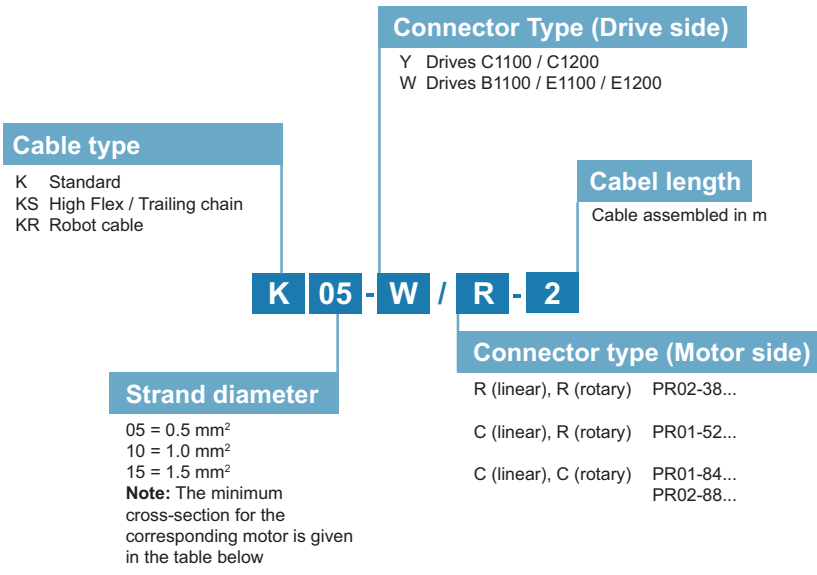 Connector Type (Drive side)
Y Drives C1100 / C1200
W Drives B1100 / E1100 / E1200
Cable type
K Standard
KS High Flex / Trailing chain
KR Robot cable
Cabel length
Cable assembled in m
K 05 - W / R - 2
Connector type (Motor side)
R (linear), R (rotary) PR02-38...
C (linear), R (rotary) PR01-52...
C (linear), C (rotary) PR01-84...
PR02-88...
Strand diameter
05 = 0.5 mm²
10 = 1.0 mm²
15 = 1.5 mm²
Note: The minimum
cross-section for the
corresponding motor is given
in the table below